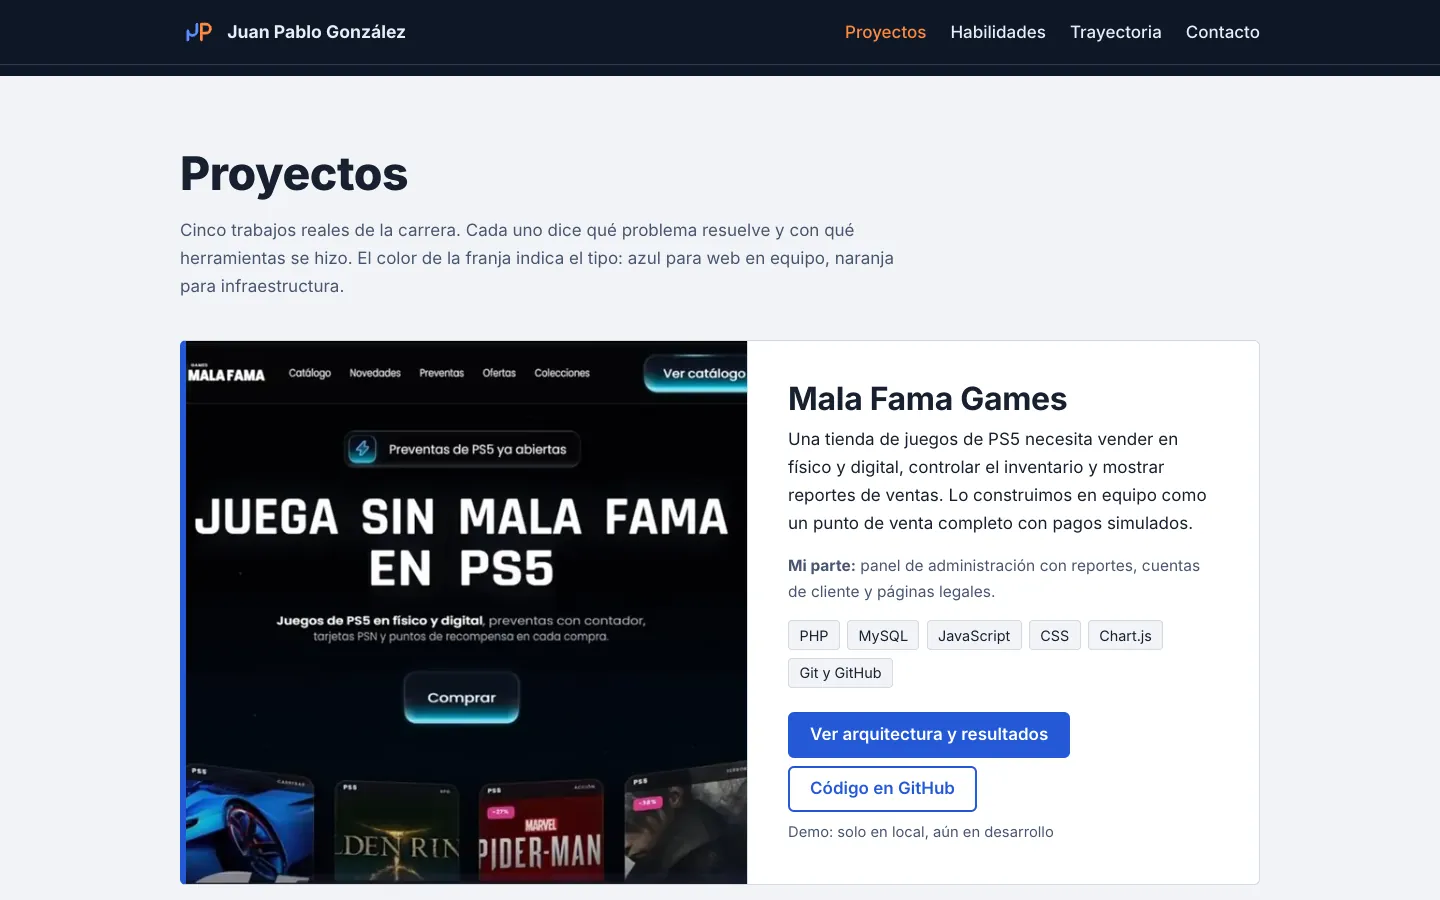 JP Juan Pablo González
Proyectos Habilidades Trayectoria Contacto
Proyectos
Cinco trabajos reales de la carrera. Cada uno dice qué problema resuelve y con qué
herramientas se hizo. El color de la franja indica el tipo: azul para web en equipo, naranja
para infraestructura.
GAMES
MALA FAMA
Catálogo Novedades Preventas Ofertas Colecciones
Ver catálogo
Preventas de PS5 ya abiertas
JUEGA SIN MALA FAMA
EN PS5
Juegos de PS5 en físico y digital, preventas con contador,
tarjetas PSN y puntos de recompensa en cada compra.
Comprar
PS5 CARRERAS
PS5 RPG
LDEN RIN
PS5 ACCIÓN
-27%
MARVEL
PIDER-MAN
PS5
-38%
Mala Fama Games
Una tienda de juegos de PS5 necesita vender en
físico y digital, controlar el inventario y mostrar
reportes de ventas. Lo construimos en equipo como
un punto de venta completo con pagos simulados.
Mi parte: panel de administración con reportes, cuentas
de cliente y páginas legales.
PHP MySQL JavaScript CSS Chart.js
Git y GitHub
Ver arquitectura y resultados
Código en GitHub
Demo: solo en local, aún en desarrollo